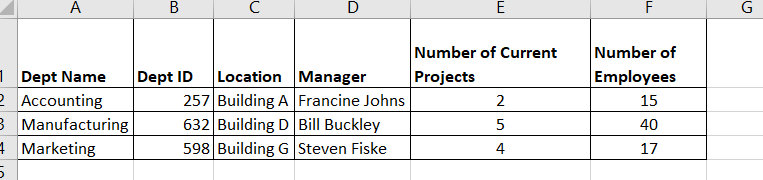 A B C D E F G
1 Dept Name Dept ID Location Manager Number of Current Projects Number of Employees
2 Accounting 257 Building A Francine Johns 2 15
3 Manufacturing 632 Building D Bill Buckley 5 40
4 Marketing 598 Building G Steven Fiske 4 17
5